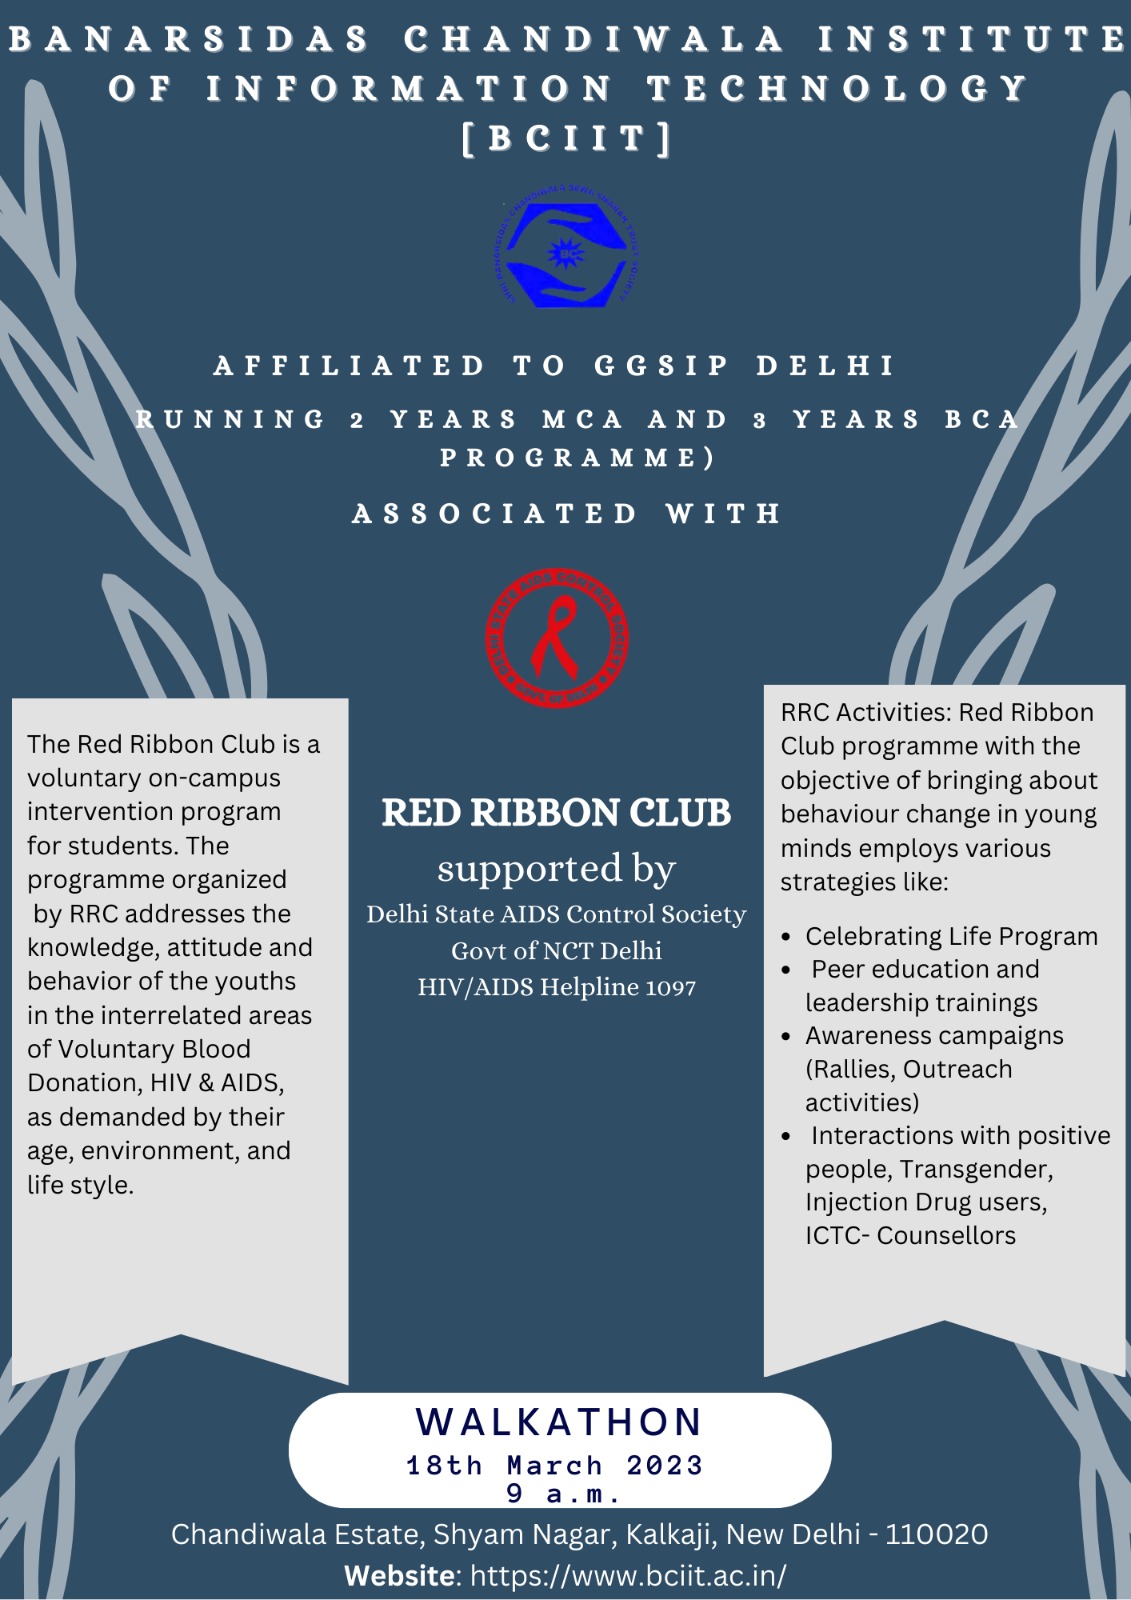 BANARSIDAS CHANDIWALA INSTITUTE
OF INFORMATION TECHNOLOGY
[BCIIT]
BC
AFFILIATED TO GGSIP DELHI
RUNNING 2 YEARS MCA AND 3 YEARS BCA
PROGRAMME)
ASSOCIATED WITH
DELHI STATE AIDS CONTROL SOCIETY
The Red Ribbon Club is a
voluntary on-campus
intervention program
for students. The
programme organized
by RRC addresses the
knowledge, attitude and
behavior of the youths
in the interrelated areas
of Voluntary Blood
Donation, HIV & AIDS,
as demanded by their
age, environment, and
life style.
RED RIBBON CLUB
supported by
Delhi State AIDS Control Society
Govt of NCT Delhi
HIV/AIDS Helpline 1097
RRC Activities: Red Ribbon
Club programme with the
objective of bringing about
behaviour change in young
minds employs various
strategies like:
• Celebrating Life Program
• Peer education and
leadership trainings
• Awareness campaigns
(Rallies, Outreach
activities)
• Interactions with positive
people, Transgender,
Injection Drug users,
ICTC- Counsellors
WALKATHON
18th March 2023
9 a.m.
Chandiwala Estate, Shyam Nagar, Kalkaji, New Delhi - 110020
Website: https://www.bciit.ac.in/